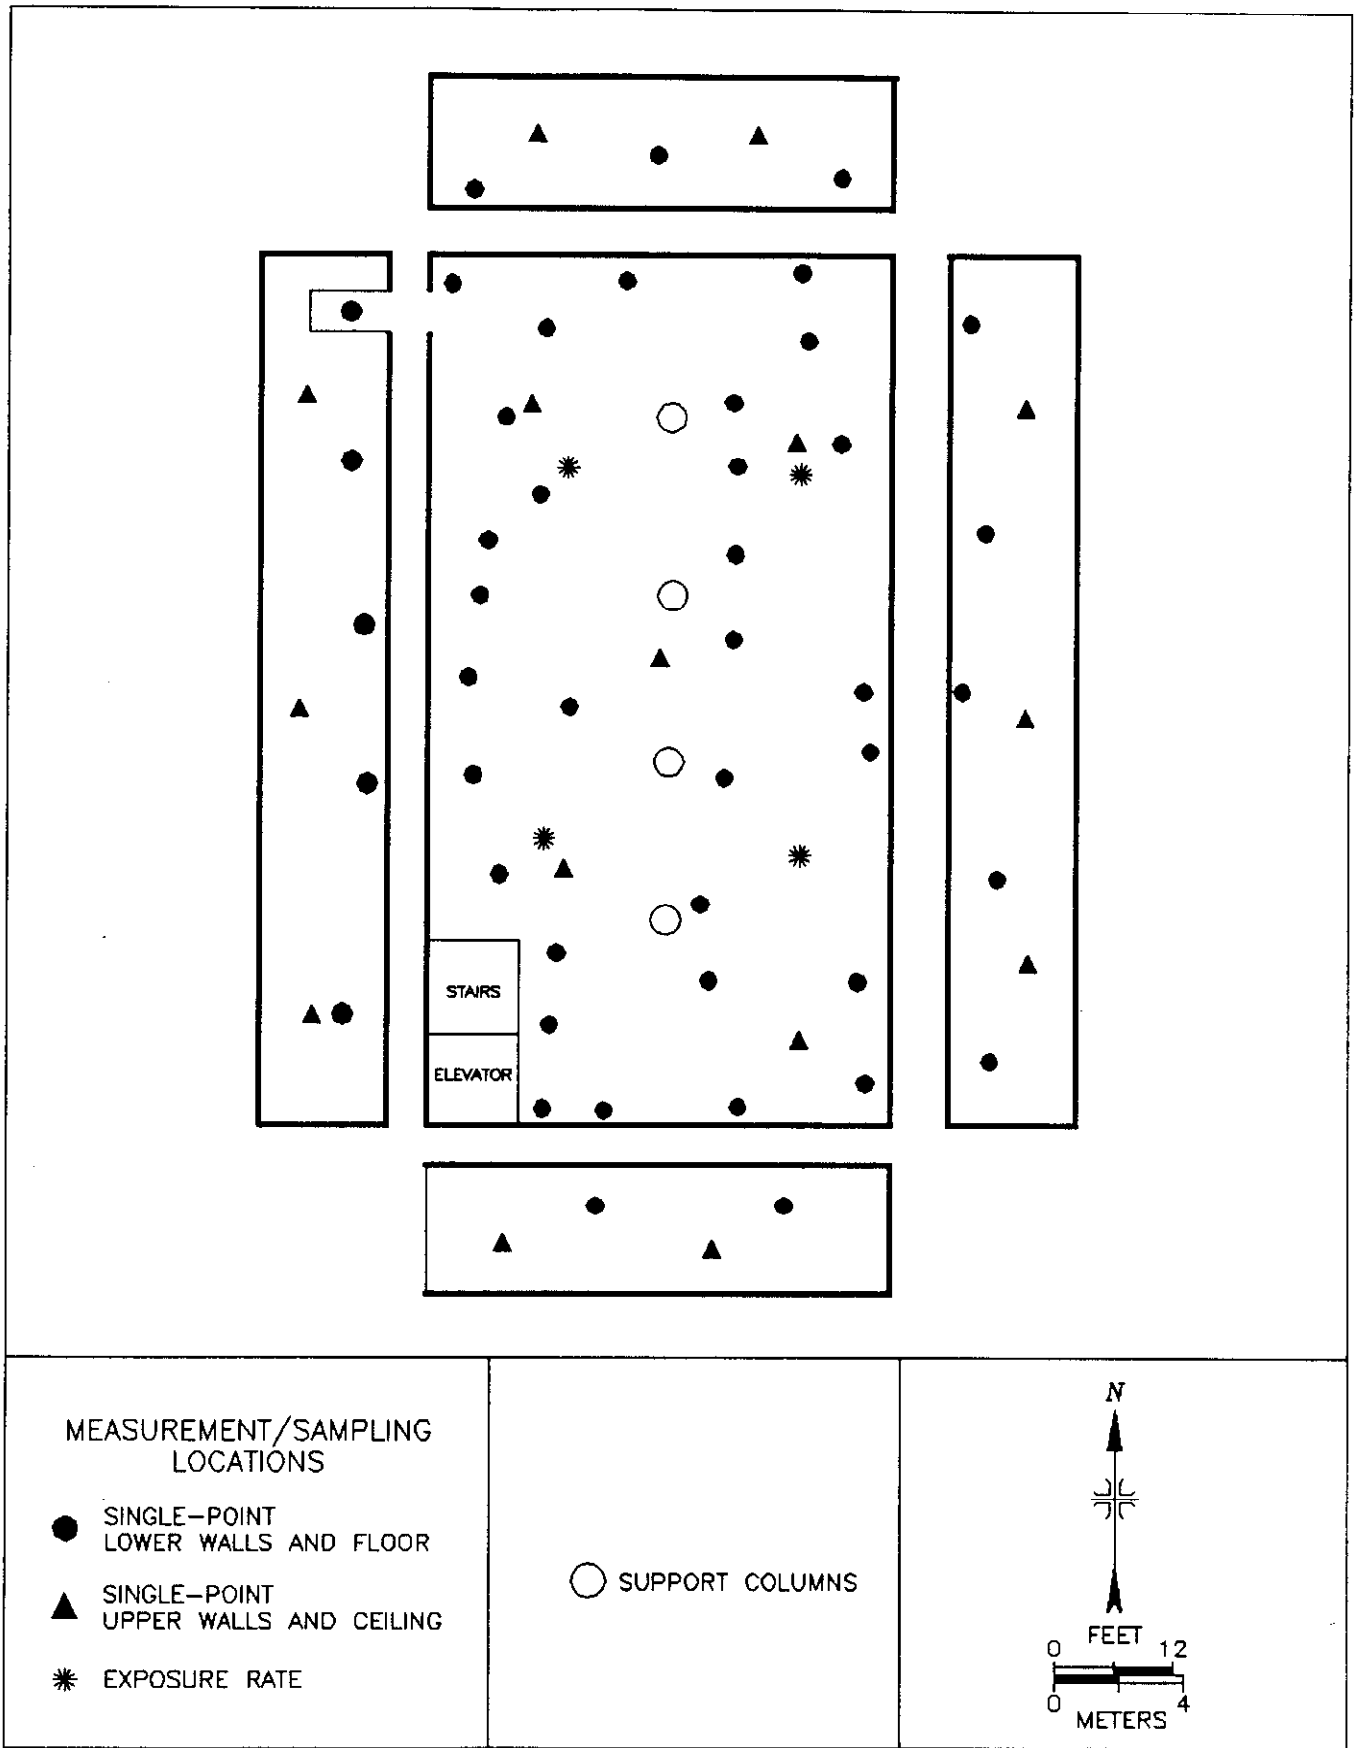 STAIRS
ELEVATOR
MEASUREMENT/SAMPLING
LOCATIONS
SINGLE-POINT
LOWER WALLS AND FLOOR
SINGLE-POINT
UPPER WALLS AND CEILING
EXPOSURE RATE
SUPPORT COLUMNS
N
FEET
0 12
0 4
METERS